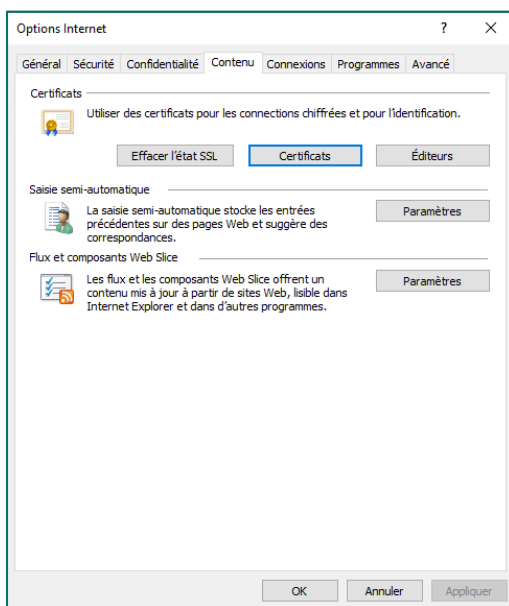 Options Internet ? X
Général Sécurité Confidentialité Contenu Connexions Programmes Avancé
Certificats
Utiliser des certificats pour les connections chiffrées et pour l'identification.
Effacer l'état SSL Certificats Éditeurs
Saisie semi-automatique
La saisie semi-automatique stocke les entrées Paramètres
précédentes sur des pages Web et suggère des
correspondances.
Flux et composants Web Slice
Les flux et les composants Web Slice offrent un Paramètres
contenu mis à jour à partir de sites Web, lisible dans
Internet Explorer et dans d'autres programmes.
OK Annuler Appliquer